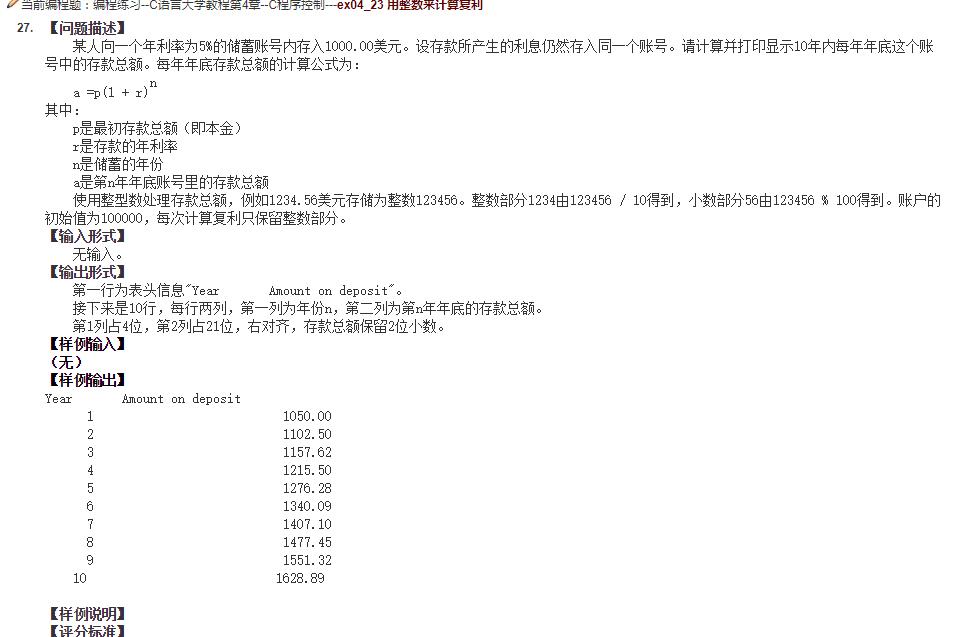 当前编程题：编程练习--C语言大学教程第4章--C程序控制---ex04_23 用整数来计算复利
27. 【问题描述】
某人向一个年利率为5%的储蓄账号内存入1000.00美元。设存款所产生的利息仍然存入同一个账号。请计算并打印显示10年内每年年底这个账
号中的存款总额。每年年底存款总额的计算公式为：
a =p(1 + r)n
其中：
p是最初存款总额（即本金）
r是存款的年利率
n是储蓄的年份
a是第n年年底账号里的存款总额
使用整型数处理存款总额，例如1234.56美元存储为整数123456。整数部分1234由123456 / 10得到，小数部分56由123456 % 100得到。账户的
初始值为100000，每次计算复利只保留整数部分。
【输入形式】
无输入。
【输出形式】
第一行为表头信息"Year       Amount on deposit"。
接下来是10行，每行两列，第一列为年份n，第二列为第n年年底的存款总额。
第1列占4位，第2列占21位，右对齐，存款总额保留2位小数。
【样例输入】
（无）
【样例输出】
Year       Amount on deposit
1 1050.00
2 1102.50
3 1157.62
4 1215.50
5 1276.28
6 1340.09
7 1407.10
8 1477.45
9 1551.32
10 1628.89
【样例说明】
【评分标准】